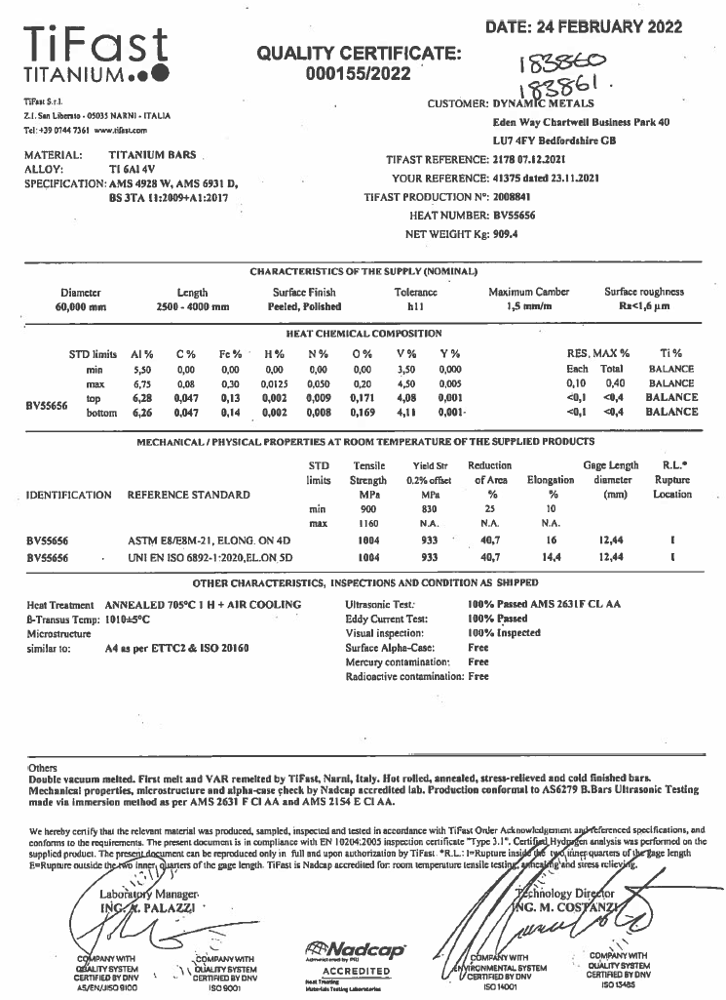 DATE: 24 FEBRUARY 2022
TiFast
TITANIUM
QUALITY CERTIFICATE:
000155/2022
183860
183861
TiFast S.r.l.
Z.I. San Liberato - 05035 NARNI - ITALIA
Tel: +39 0744 7361 www.tifast.com
CUSTOMER: DYNAMIC METALS
Eden Way Chartwell Business Park 40
LU7 4FY Bedfordshire GB
MATERIAL: TITANIUM BARS
ALLOY: TI 6Al 4V
SPECIFICATION: AMS 4928 W, AMS 6931 D,
BS 3TA 11:2009+A1:2017
TIFAST REFERENCE: 2178 07.12.2021
YOUR REFERENCE: 41375 dated 23.11.2021
TIFAST PRODUCTION N°: 2008841
HEAT NUMBER: BV55656
NET WEIGHT Kg: 909.4
CHARACTERISTICS OF THE SUPPLY (NOMINAL)
Diameter Length Surface Finish Tolerance Maximum Camber Surface roughness
60,000 mm 2500 - 4000 mm Peeled, Polished h11 1,5 mm/m Ra<1,6 µm
HEAT CHEMICAL COMPOSITION
STD limits Al % C % Fe % H % N % O % V % Y % RES. MAX % Ti %
min 5,50 0,00 0,00 0,00 0,00 0,00 3,50 0,000 Each Total BALANCE
max 6,75 0,08 0,30 0,0125 0,050 0,20 4,50 0,005 0,10 0,40 BALANCE
BV55656 top 6,28 0,047 0,13 0,002 0,009 0,171 4,08 0,001 <0,1 <0,4 BALANCE
bottom 6,26 0,047 0,14 0,002 0,008 0,169 4,11 0,001 <0,1 <0,4 BALANCE
MECHANICAL / PHYSICAL PROPERTIES AT ROOM TEMPERATURE OF THE SUPPLIED PRODUCTS
STD Tensile Yield Str Reduction Gage Length R.L.*
limits Strength 0.2% offset of Area Elongation diameter Rupture
IDENTIFICATION REFERENCE STANDARD MPa MPa % % (mm) Location
min 900 830 25 10
max 1160 N.A. N.A. N.A.
BV55656 ASTM E8/E8M-21, ELONG. ON 4D 1004 933 40,7 16 12,44 I
BV55656 UNI EN ISO 6892-1:2020,EL.ON 5D 1004 933 40,7 14,4 12,44 I
OTHER CHARACTERISTICS, INSPECTIONS AND CONDITION AS SHIPPED
Heat Treatment ANNEALED 705°C 1 H + AIR COOLING
ß-Transus Temp: 1010±5°C
Microstructure
similar to: A4 as per ETTC2 & ISO 20160
Ultrasonic Test: 100% Passed AMS 2631F CL AA
Eddy Current Test: 100% Passed
Visual inspection: 100% Inspected
Surface Alpha-Case: Free
Mercury contamination: Free
Radioactive contamination: Free
Others
Double vacuum melted. First melt and VAR remelted by TiFast, Narni, Italy. Hot rolled, annealed, stress-relieved and cold finished bars.
Mechanical properties, microstructure and alpha-case check by Nadcap accredited lab. Production conformal to AS6279 B.Bars Ultrasonic Testing
made via immersion method as per AMS 2631 F Cl AA and AMS 2154 E Cl AA.
We hereby certify that the relevant material was produced, sampled, inspected and tested in accordance with TiFast Order Acknowledgement and referenced specifications, and
conforms to the requirements. The present document is in compliance with EN 10204:2005 inspection certificate "Type 3.1". Certified Hydrogen analysis was performed on the
supplied product. The present document can be reproduced only in full and upon authorization by TiFast *R.L.: I=Rupture inside the two inner quarters of the gage length
E=Rupture outside the two inner quarters of the gage length. TiFast is Nadcap accredited for: room temperature tensile testing, annealing and stress relieving.
Laboratory Manager
ING. A. PALAZZI
Technology Director
ING. M. COSTANZI
COMPANY WITH
QUALITY SYSTEM
CERTIFIED BY DNV
AS/EN/JISQ 9100
COMPANY WITH
QUALITY SYSTEM
CERTIFIED BY DNV
ISO 9001
Nadcap
Administered by PRI
ACCREDITED
Heat Treating
Materials Testing Laboratories
COMPANY WITH
ENVIRONMENTAL SYSTEM
CERTIFIED BY DNV
ISO 14001
COMPANY WITH
QUALITY SYSTEM
CERTIFIED BY DNV
ISO 13485